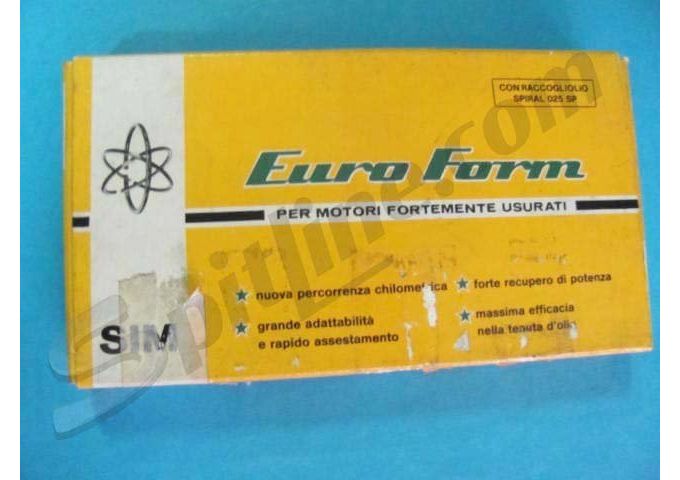 CON RACCOGLIOLIO
SPIRAL 025 SP
Euro Form
PER MOTORI FORTEMENTE USURATI
nuova percorrenza chilometrica
grande adattabilità
e rapido assestamento
forte recupero di potenza
massima efficacia
nella tenuta d'olio
SIM
Spitline.com